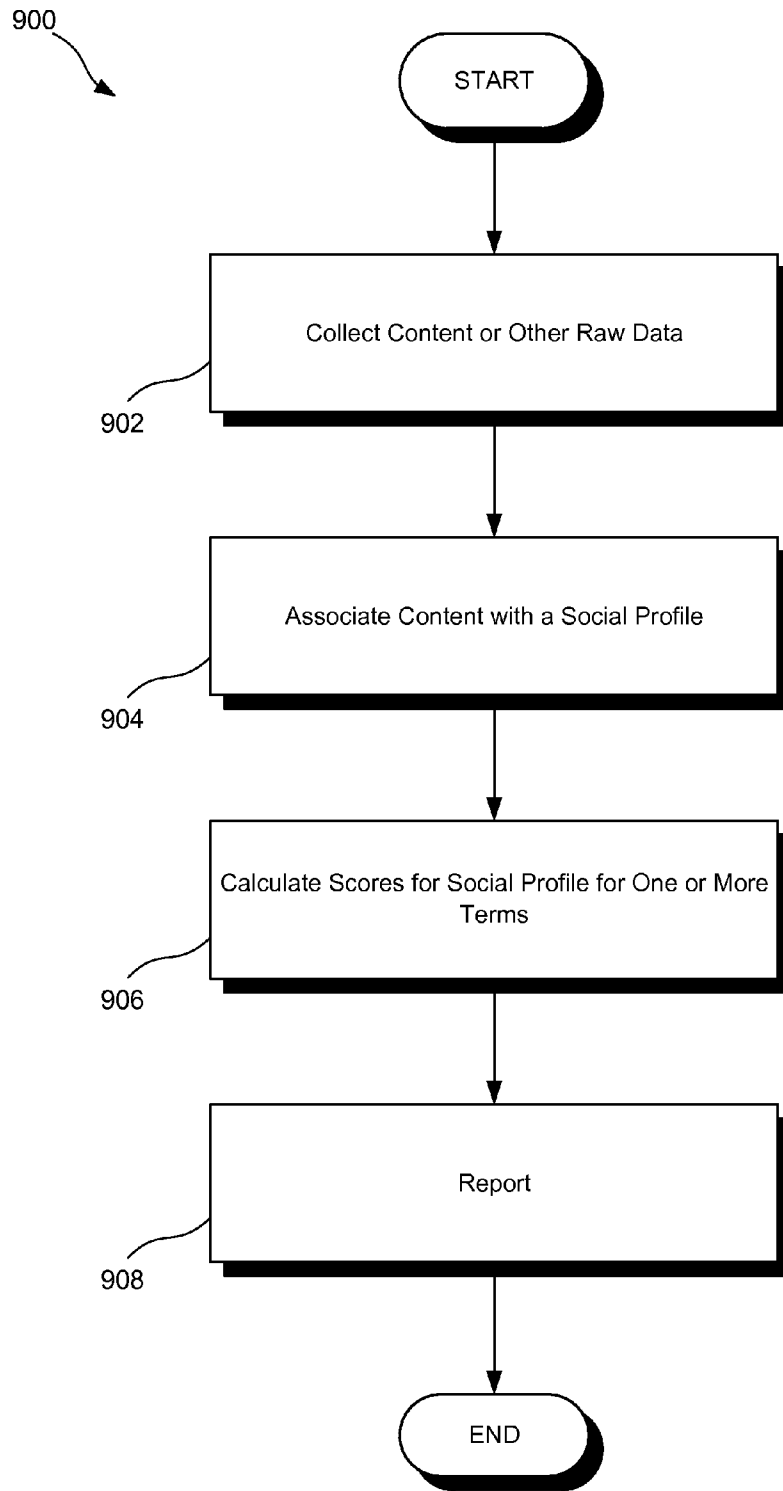 900
START
Collect Content or Other Raw Data
902
Associate Content with a Social Profile
904
Calculate Scores for Social Profile for One or More
Terms
906
Report
908
END